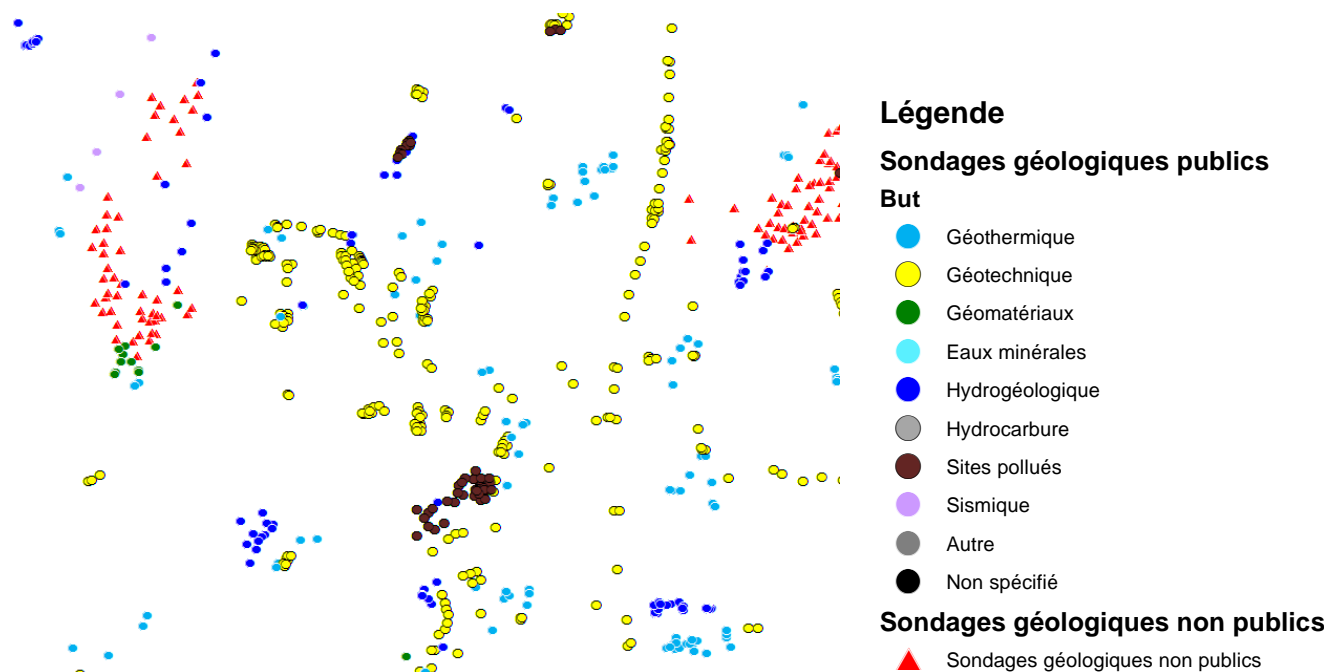 Légende
Sondages géologiques publics
But
Géothermique
Géotechnique
Géomatériaux
Eaux minérales
Hydrogéologique
Hydrocarbure
Sites pollués
Sismique
Autre
Non spécifié
Sondages géologiques non publics
Sondages géologiques non publics